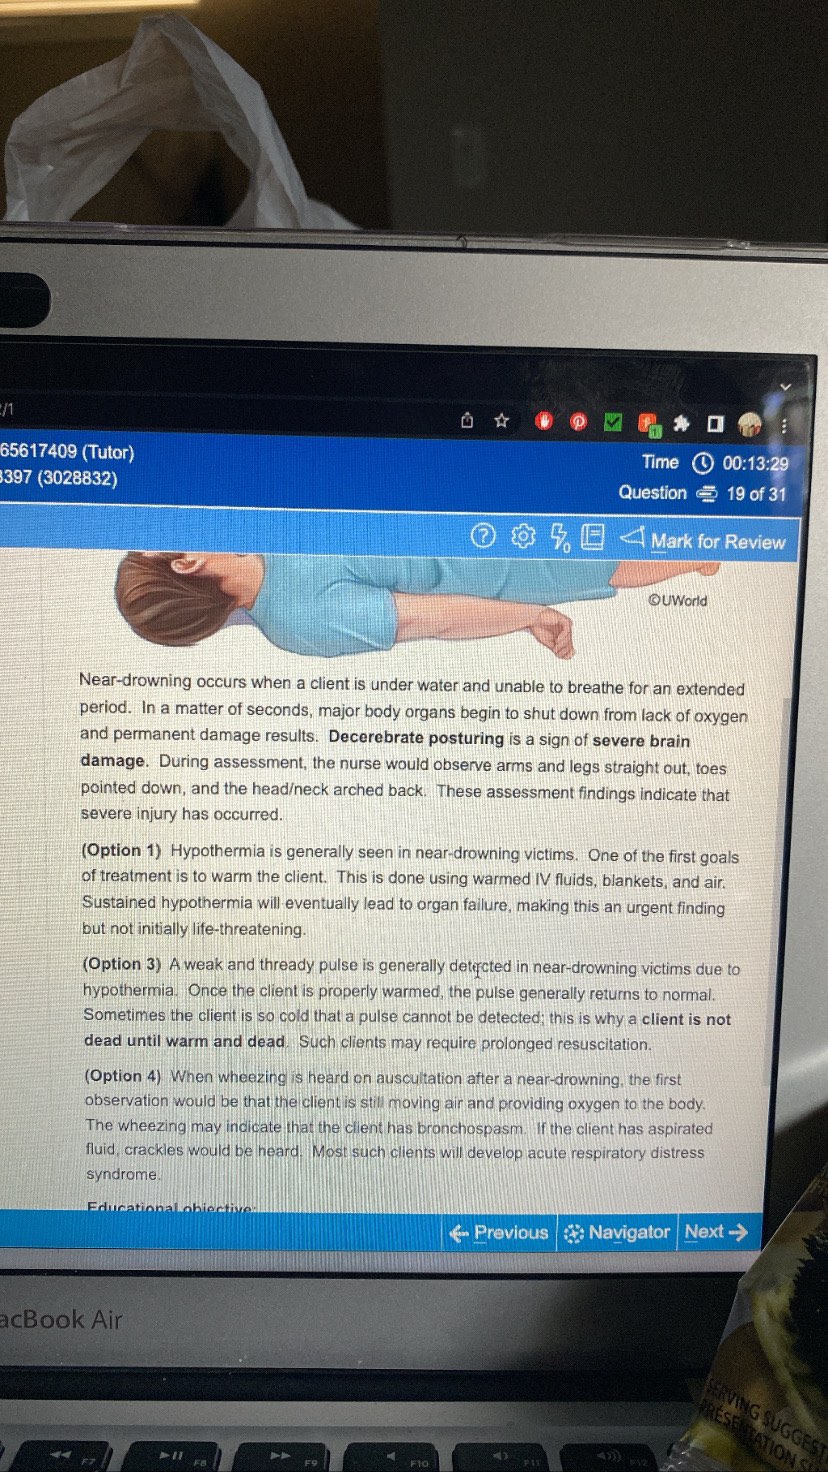 /1
65617409 (Tutor)
Time 00:13:29
397 (3028832)
Question 19 of 31
Mark for Review
©UWorld
Near-drowning occurs when a client is under water and unable to breathe for an extended
period. In a matter of seconds, major body organs begin to shut down from lack of oxygen
and permanent damage results. Decerebrate posturing is a sign of severe brain
damage. During assessment, the nurse would observe arms and legs straight out, toes
pointed down, and the head/neck arched back. These assessment findings indicate that
severe injury has occurred.
(Option 1) Hypothermia is generally seen in near-drowning victims. One of the first goals
of treatment is to warm the client. This is done using warmed IV fluids, blankets, and air.
Sustained hypothermia will eventually lead to organ failure, making this an urgent finding
but not initially life-threatening.
(Option 3) A weak and thready pulse is generally detected in near-drowning victims due to
hypothermia. Once the client is properly warmed, the pulse generally returns to normal.
Sometimes the client is so cold that a pulse cannot be detected; this is why a client is not
dead until warm and dead. Such clients may require prolonged resuscitation.
(Option 4) When wheezing is heard on auscultation after a near-drowning, the first
observation would be that the client is still moving air and providing oxygen to the body.
The wheezing may indicate that the client has bronchospasm. If the client has aspirated
fluid, crackles would be heard. Most such clients will develop acute respiratory distress
syndrome.
Educational objective:
Previous Navigator Next
acBook Air
SERVING SUGGEST
PRESENTATION SU
F7 F8 F9 F10 F11 F12